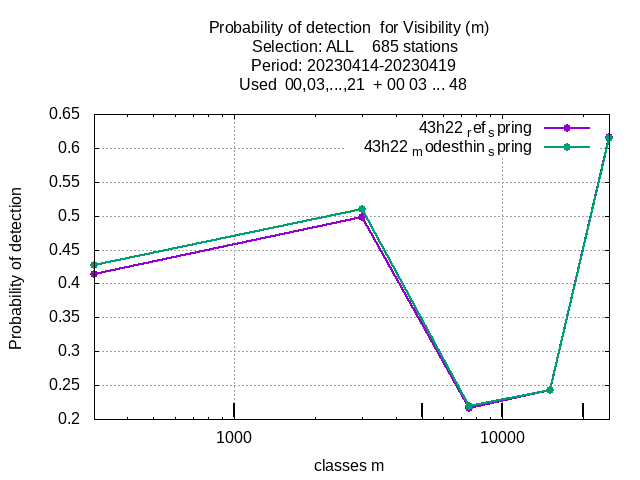 Probability of detection  for Visibility (m)
Selection: ALL    685 stations
Period: 20230414-20230419
Used  00,03,...,21  + 00 03 ... 48
43h22 ref spring
43h22 modesthin spring
0.65
0.6
0.55
0.5
0.45
0.4
0.35
0.3
0.25
0.2
Probability of detection
1000
10000
classes m